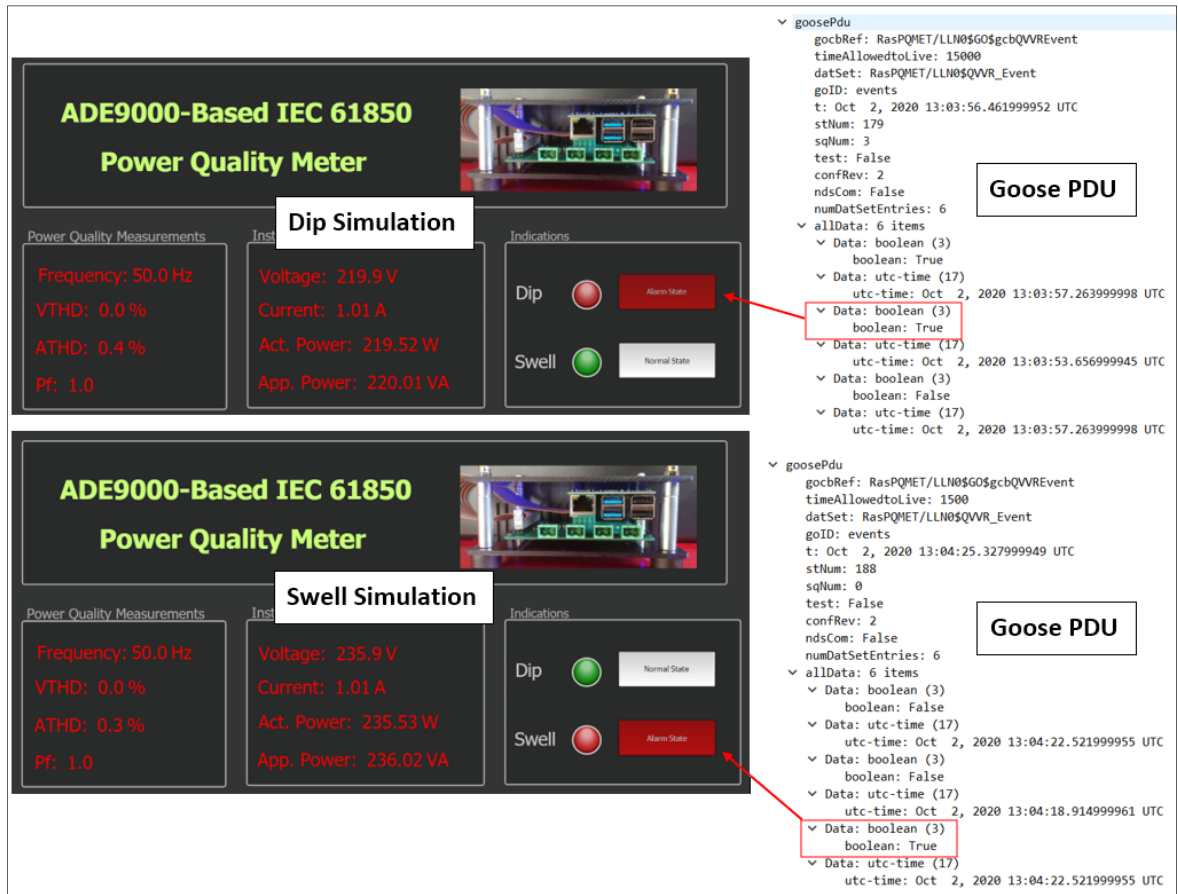 ADE9000-Based IEC 61850
Power Quality Meter
Dip Simulation
Power Quality Measurements
Frequency: 50.0 Hz
VTHD: 0.0 %
ATHD: 0.4 %
Pf: 1.0
Inst
Voltage: 219.9 V
Current: 1.01 A
Act. Power: 219.52 W
App. Power: 220.01 VA
Indications
Dip
Alarm State
Swell
Normal State
goosePdu
gocbRef: RasPQMET/LLN0$GO$gcbQVVREvent
timeAllowedtoLive: 15000
datSet: RasPQMET/LLN0$QVVR_Event
goID: events
t: Oct  2, 2020 13:03:56.461999952 UTC
stNum: 179
sqNum: 3
test: False
confRev: 2
ndsCom: False
numDatSetEntries: 6
allData: 6 items
Data: boolean (3)
boolean: True
Data: utc-time (17)
utc-time: Oct  2, 2020 13:03:57.263999998 UTC
Data: boolean (3)
boolean: True
Data: utc-time (17)
utc-time: Oct  2, 2020 13:03:53.656999945 UTC
Data: boolean (3)
boolean: False
Data: utc-time (17)
utc-time: Oct  2, 2020 13:03:57.263999998 UTC
Goose PDU
ADE9000-Based IEC 61850
Power Quality Meter
Swell Simulation
Power Quality Measurements
Frequency: 50.0 Hz
VTHD: 0.0 %
ATHD: 0.3 %
Pf: 1.0
Inst
Voltage: 235.9 V
Current: 1.01 A
Act. Power: 235.53 W
App. Power: 236.02 VA
Indications
Dip
Normal State
Swell
Alarm State
goosePdu
gocbRef: RasPQMET/LLN0$GO$gcbQVVREvent
timeAllowedtoLive: 1500
datSet: RasPQMET/LLN0$QVVR_Event
goID: events
t: Oct  2, 2020 13:04:25.327999949 UTC
stNum: 188
sqNum: 0
test: False
confRev: 2
ndsCom: False
numDatSetEntries: 6
allData: 6 items
Data: boolean (3)
boolean: False
Data: utc-time (17)
utc-time: Oct  2, 2020 13:04:22.521999955 UTC
Data: boolean (3)
boolean: False
Data: utc-time (17)
utc-time: Oct  2, 2020 13:04:18.914999961 UTC
Data: boolean (3)
boolean: True
Data: utc-time (17)
utc-time: Oct  2, 2020 13:04:22.521999955 UTC
Goose PDU